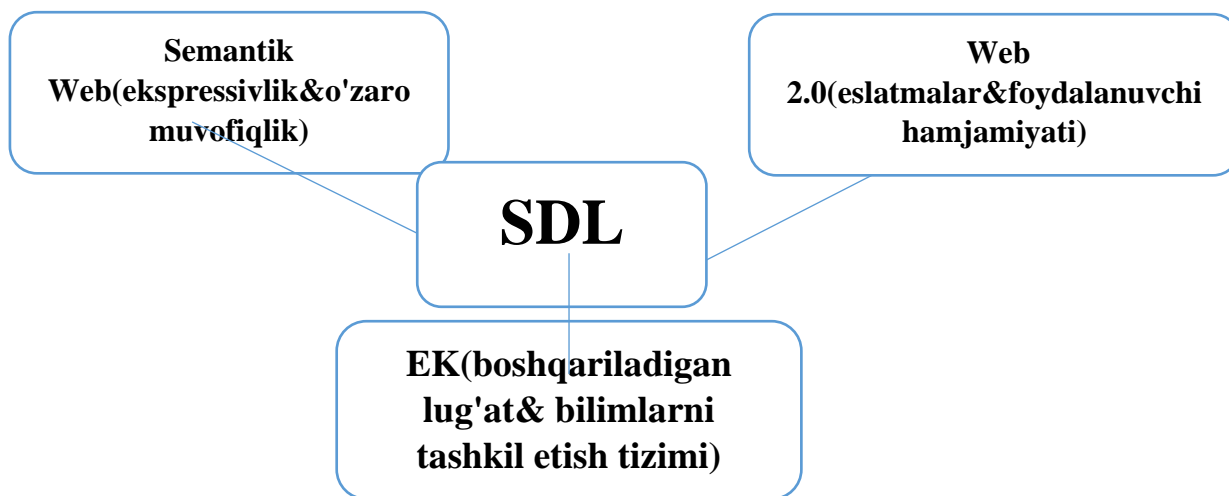 Semantik
Web(ekspressivlik&o'zaro
muvofiqlik)
Web
2.0(eslatmalar&foydalanuvchi
hamjamiyati)
SDL
EK(boshqariladigan
lug'at& bilimlarni
tashkil etish tizimi)